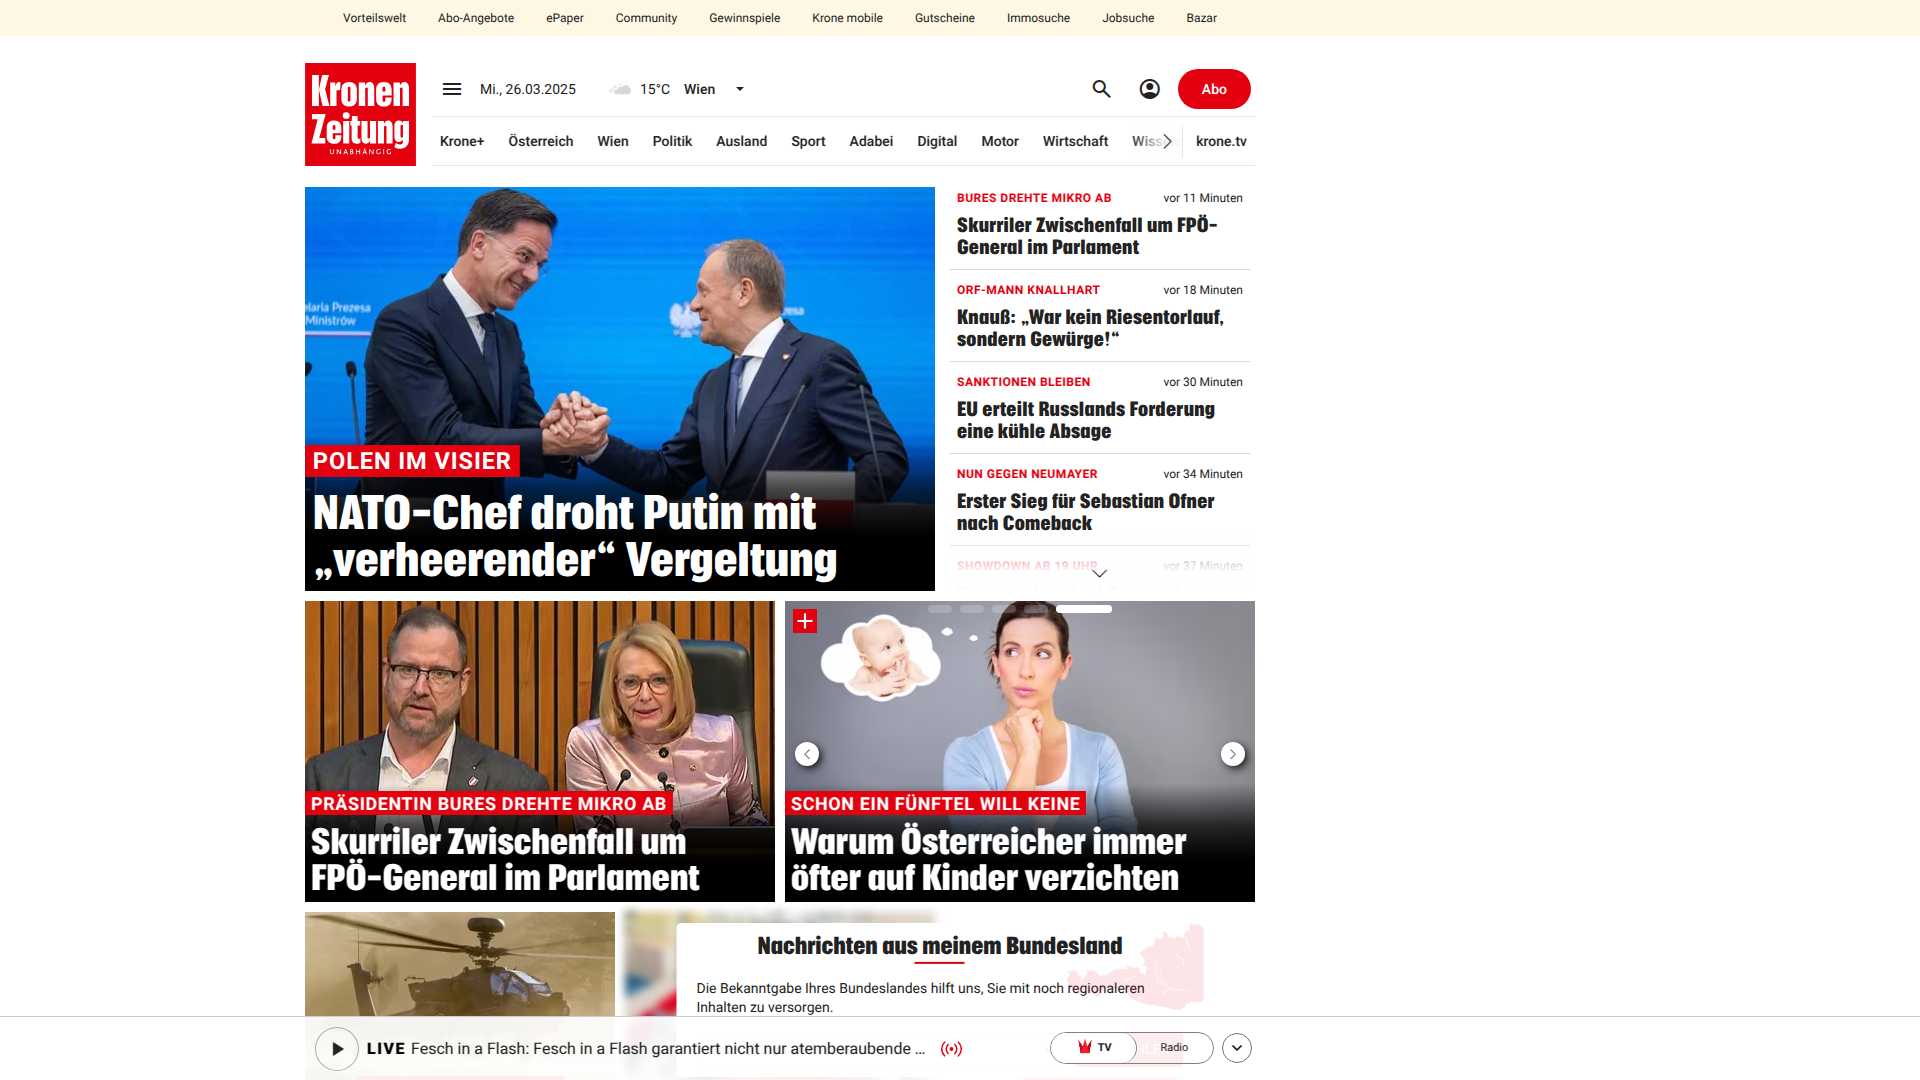 Vorteilswelt Abo-Angebote ePaper Community Gewinnspiele Krone mobile Gutscheine Immosuche Jobsuche Bazar
Kronen
Zeitung
UNABHÄNGIG
Mi., 26.03.2025 15°C Wien
Abo
Krone+ Österreich Wien Politik Ausland Sport Adabei Digital Motor Wirtschaft Wiss krone.tv
elaria Prezesa
Ministrów
POLEN IM VISIER
NATO-Chef droht Putin mit
„verheerender“ Vergeltung
BURES DREHTE MIKRO AB vor 11 Minuten
Skurriler Zwischenfall um FPÖ-
General im Parlament
ORF-MANN KNALLHART vor 18 Minuten
Knauß: „War kein Riesentorlauf,
sondern Gewürge!“
SANKTIONEN BLEIBEN vor 30 Minuten
EU erteilt Russlands Forderung
eine kühle Absage
NUN GEGEN NEUMAYER vor 34 Minuten
Erster Sieg für Sebastian Ofner
nach Comeback
SHOWDOWN AB 19 UHR vor 37 Minuten
PRÄSIDENTIN BURES DREHTE MIKRO AB
Skurriler Zwischenfall um
FPÖ-General im Parlament
SCHON EIN FÜNFTEL WILL KEINE
Warum Österreicher immer
öfter auf Kinder verzichten
Nachrichten aus meinem Bundesland
Die Bekanntgabe Ihres Bundeslandes hilft uns, Sie mit noch regionaleren
Inhalten zu versorgen.
LIVE Fesch in a Flash: Fesch in a Flash garantiert nicht nur atemberaubende ...
TV Radio